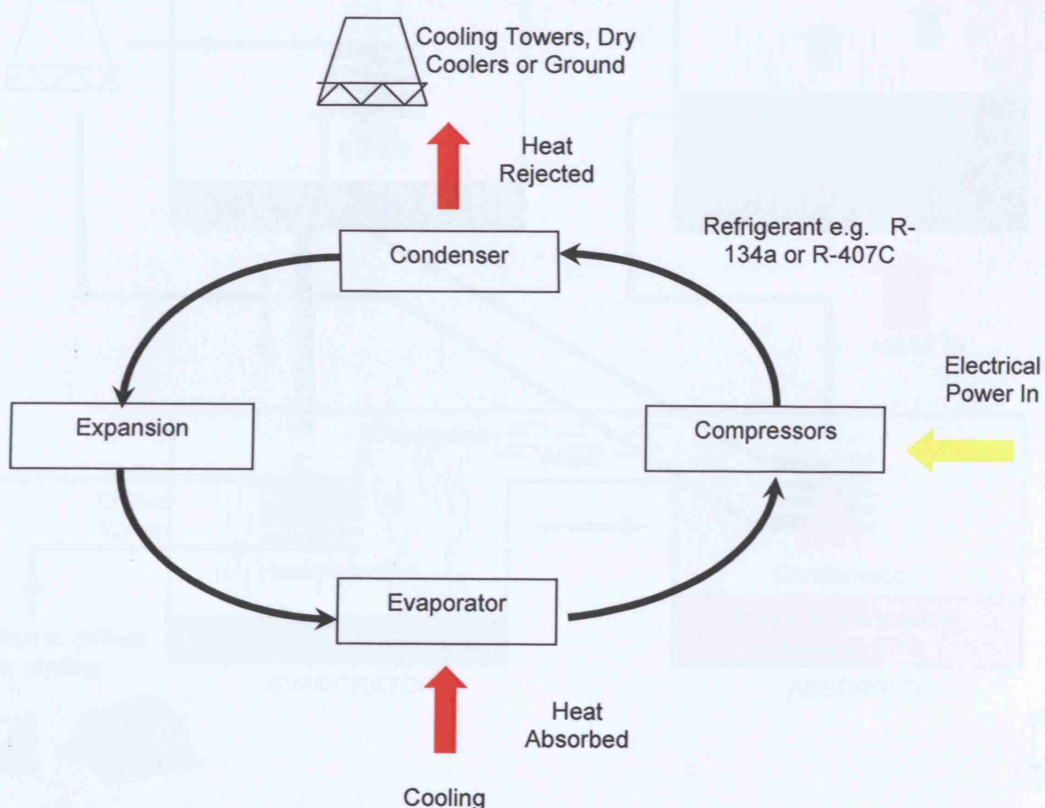 Cooling Towers, Dry
Coolers or Ground
Heat
Rejected
Refrigerant e.g. R-
134a or R-407C
Condenser
Electrical
Power In
Expansion
Compressors
Evaporator
Heat
Absorbed
Cooling